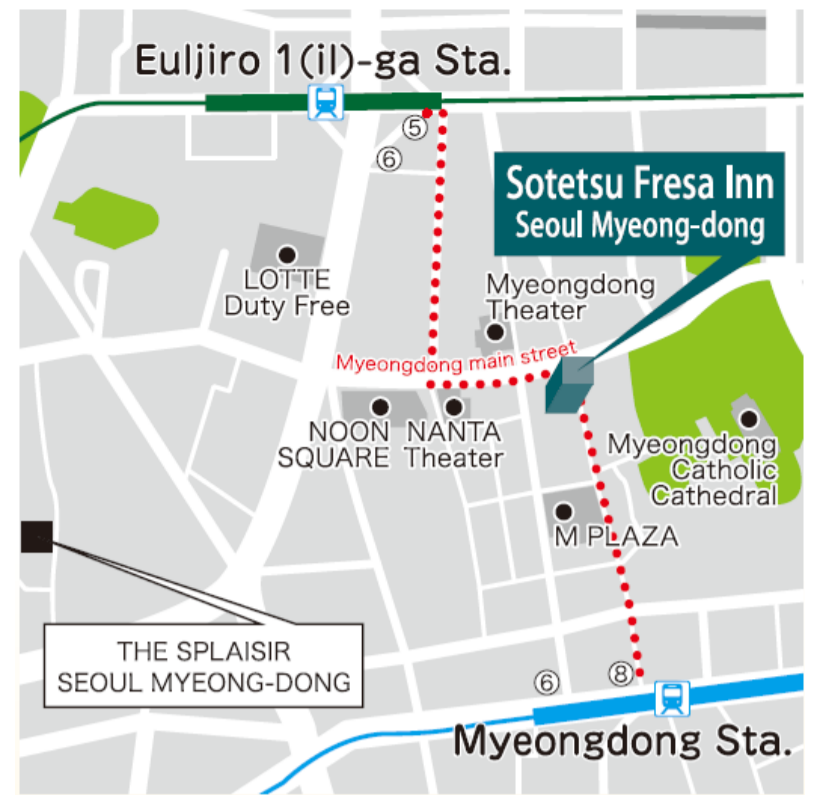 Euljiro 1(il)-ga Sta.
⑤
⑥
Sotetsu Fresa Inn
Seoul Myeong-dong
LOTTE
Duty Free
Myeongdong
Theater
Myeongdong main street
NOON
SQUARE
NANTA
Theater
Myeongdong
Catholic
Cathedral
M PLAZA
THE SPLAISIR
SEOUL MYEONG-DONG
⑥
⑧
Myeongdong Sta.